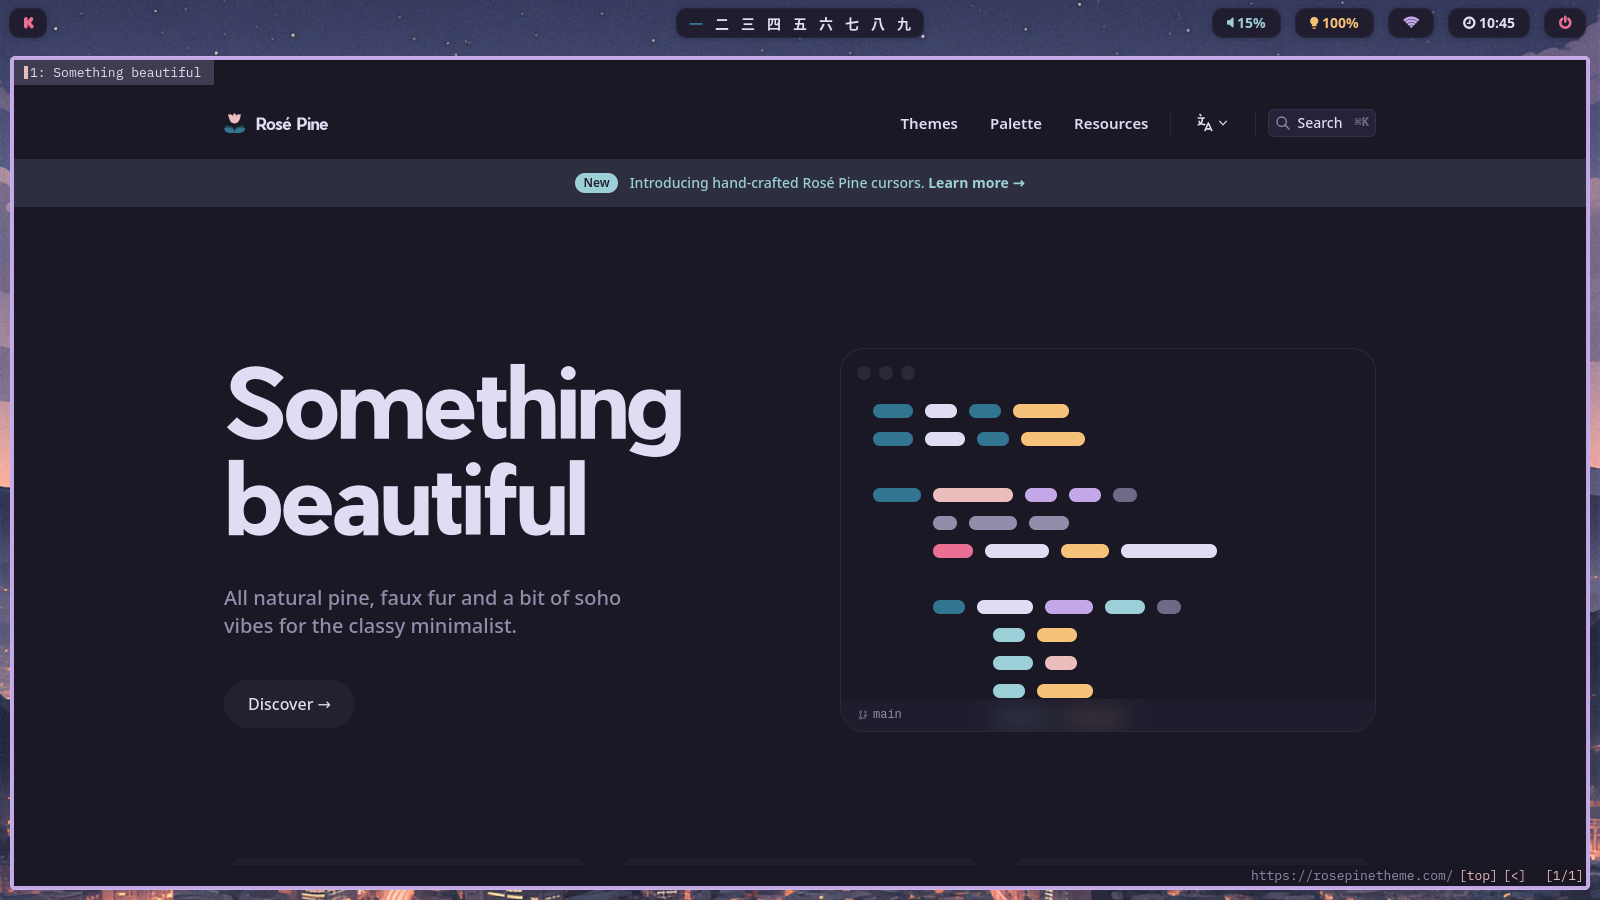 一 二 三 四 五 六 七 八 九
15% 100% 10:45
1: Something beautiful
Rosé Pine
Themes Palette Resources Search ⌘K
New Introducing hand-crafted Rosé Pine cursors. Learn more →
Something
beautiful
All natural pine, faux fur and a bit of soho
vibes for the classy minimalist.
Discover →
main
https://rosepinetheme.com/ [top] [<] [1/1]